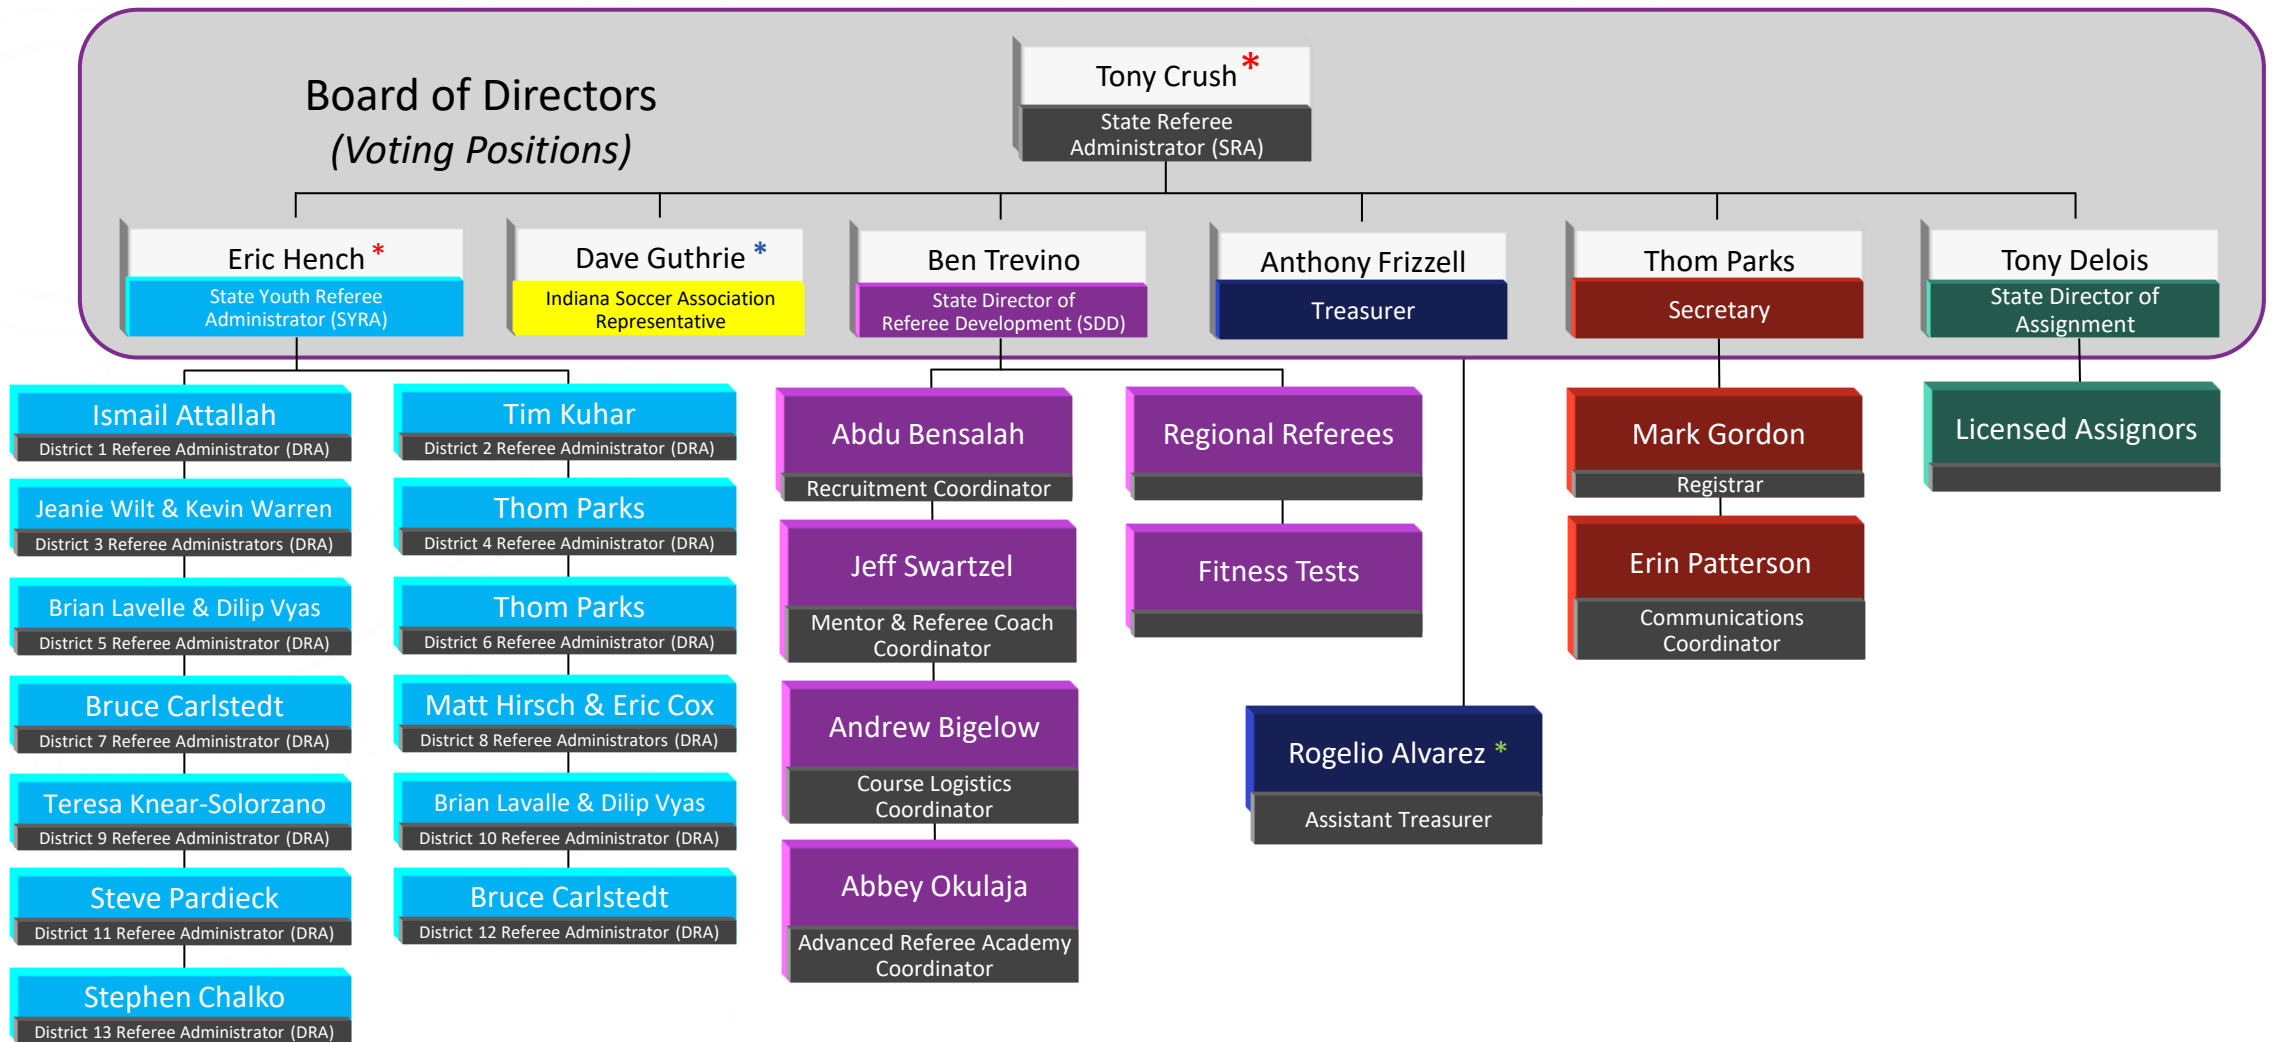 Board of Directors
(Voting Positions)
Tony Crush *
State Referee
Administrator (SRA)
Eric Hench *
State Youth Referee
Administrator (SYRA)
Dave Guthrie *
Indiana Soccer Association
Representative
Ben Trevino
State Director of
Referee Development (SDD)
Anthony Frizzell
Treasurer
Thom Parks
Secretary
Tony Delois
State Director of
Assignment
Ismail Attallah
District 1 Referee Administrator (DRA)
Jeanie Wilt & Kevin Warren
District 3 Referee Administrators (DRA)
Brian Lavelle & Dilip Vyas
District 5 Referee Administrator (DRA)
Bruce Carlstedt
District 7 Referee Administrator (DRA)
Teresa Knear-Solorzano
District 9 Referee Administrator (DRA)
Steve Pardieck
District 11 Referee Administrator (DRA)
Stephen Chalko
District 13 Referee Administrator (DRA)
Tim Kuhar
District 2 Referee Administrator (DRA)
Thom Parks
District 4 Referee Administrator (DRA)
Thom Parks
District 6 Referee Administrator (DRA)
Matt Hirsch & Eric Cox
District 8 Referee Administrators (DRA)
Brian Lavalle & Dilip Vyas
District 10 Referee Administrator (DRA)
Bruce Carlstedt
District 12 Referee Administrator (DRA)
Abdu Bensalah
Recruitment Coordinator
Jeff Swartzel
Mentor & Referee Coach
Coordinator
Andrew Bigelow
Course Logistics
Coordinator
Abbey Okulaja
Advanced Referee Academy
Coordinator
Regional Referees
Fitness Tests
Rogelio Alvarez *
Assistant Treasurer
Mark Gordon
Registrar
Erin Patterson
Communications
Coordinator
Licensed Assignors